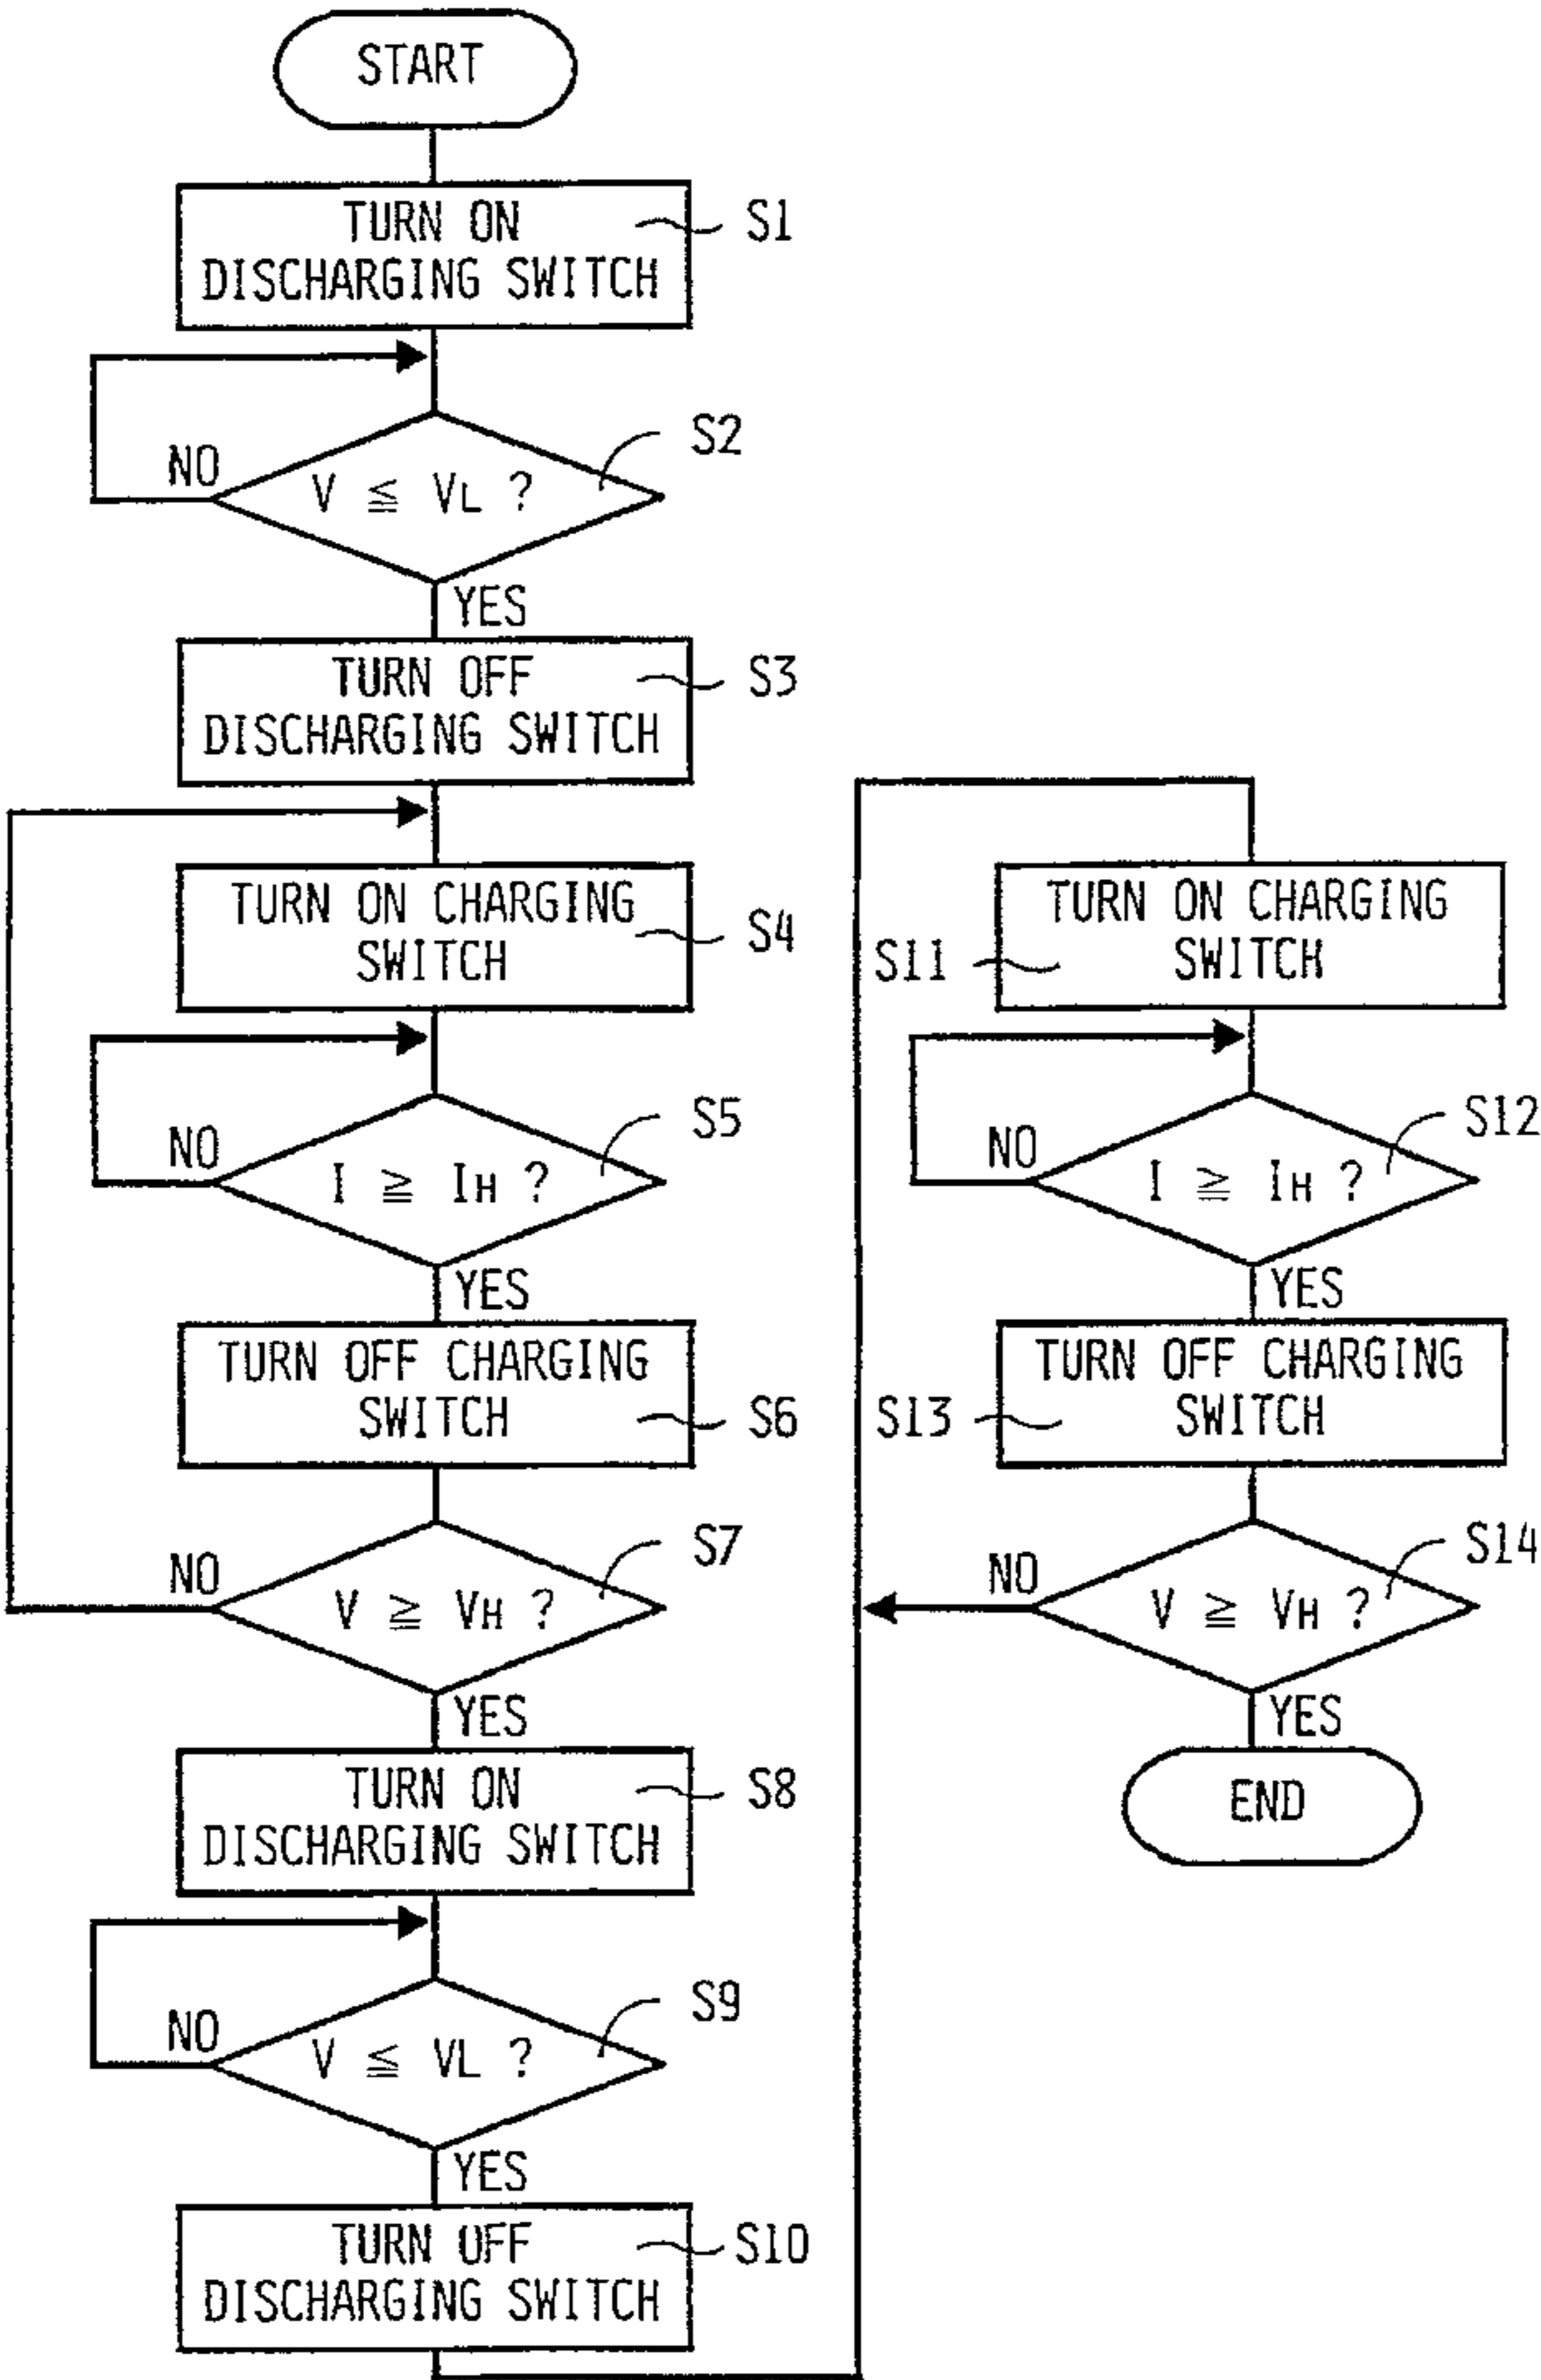 START
TURN ON
DISCHARGING SWITCH
S1
S2
NO
V ≦ VL ?
YES
TURN OFF
DISCHARGING SWITCH
S3
TURN ON CHARGING
SWITCH
S4
S5
NO
I ≧ IH ?
YES
TURN OFF CHARGING
SWITCH
S6
S7
NO
V ≧ VH ?
YES
TURN ON
DISCHARGING SWITCH
S8
S9
NO
V ≦ VL ?
YES
TURN OFF
DISCHARGING SWITCH
S10
TURN ON CHARGING
SWITCH
S11
S12
NO
I ≧ IH ?
YES
TURN OFF CHARGING
SWITCH
S13
S14
NO
V ≧ VH ?
YES
END